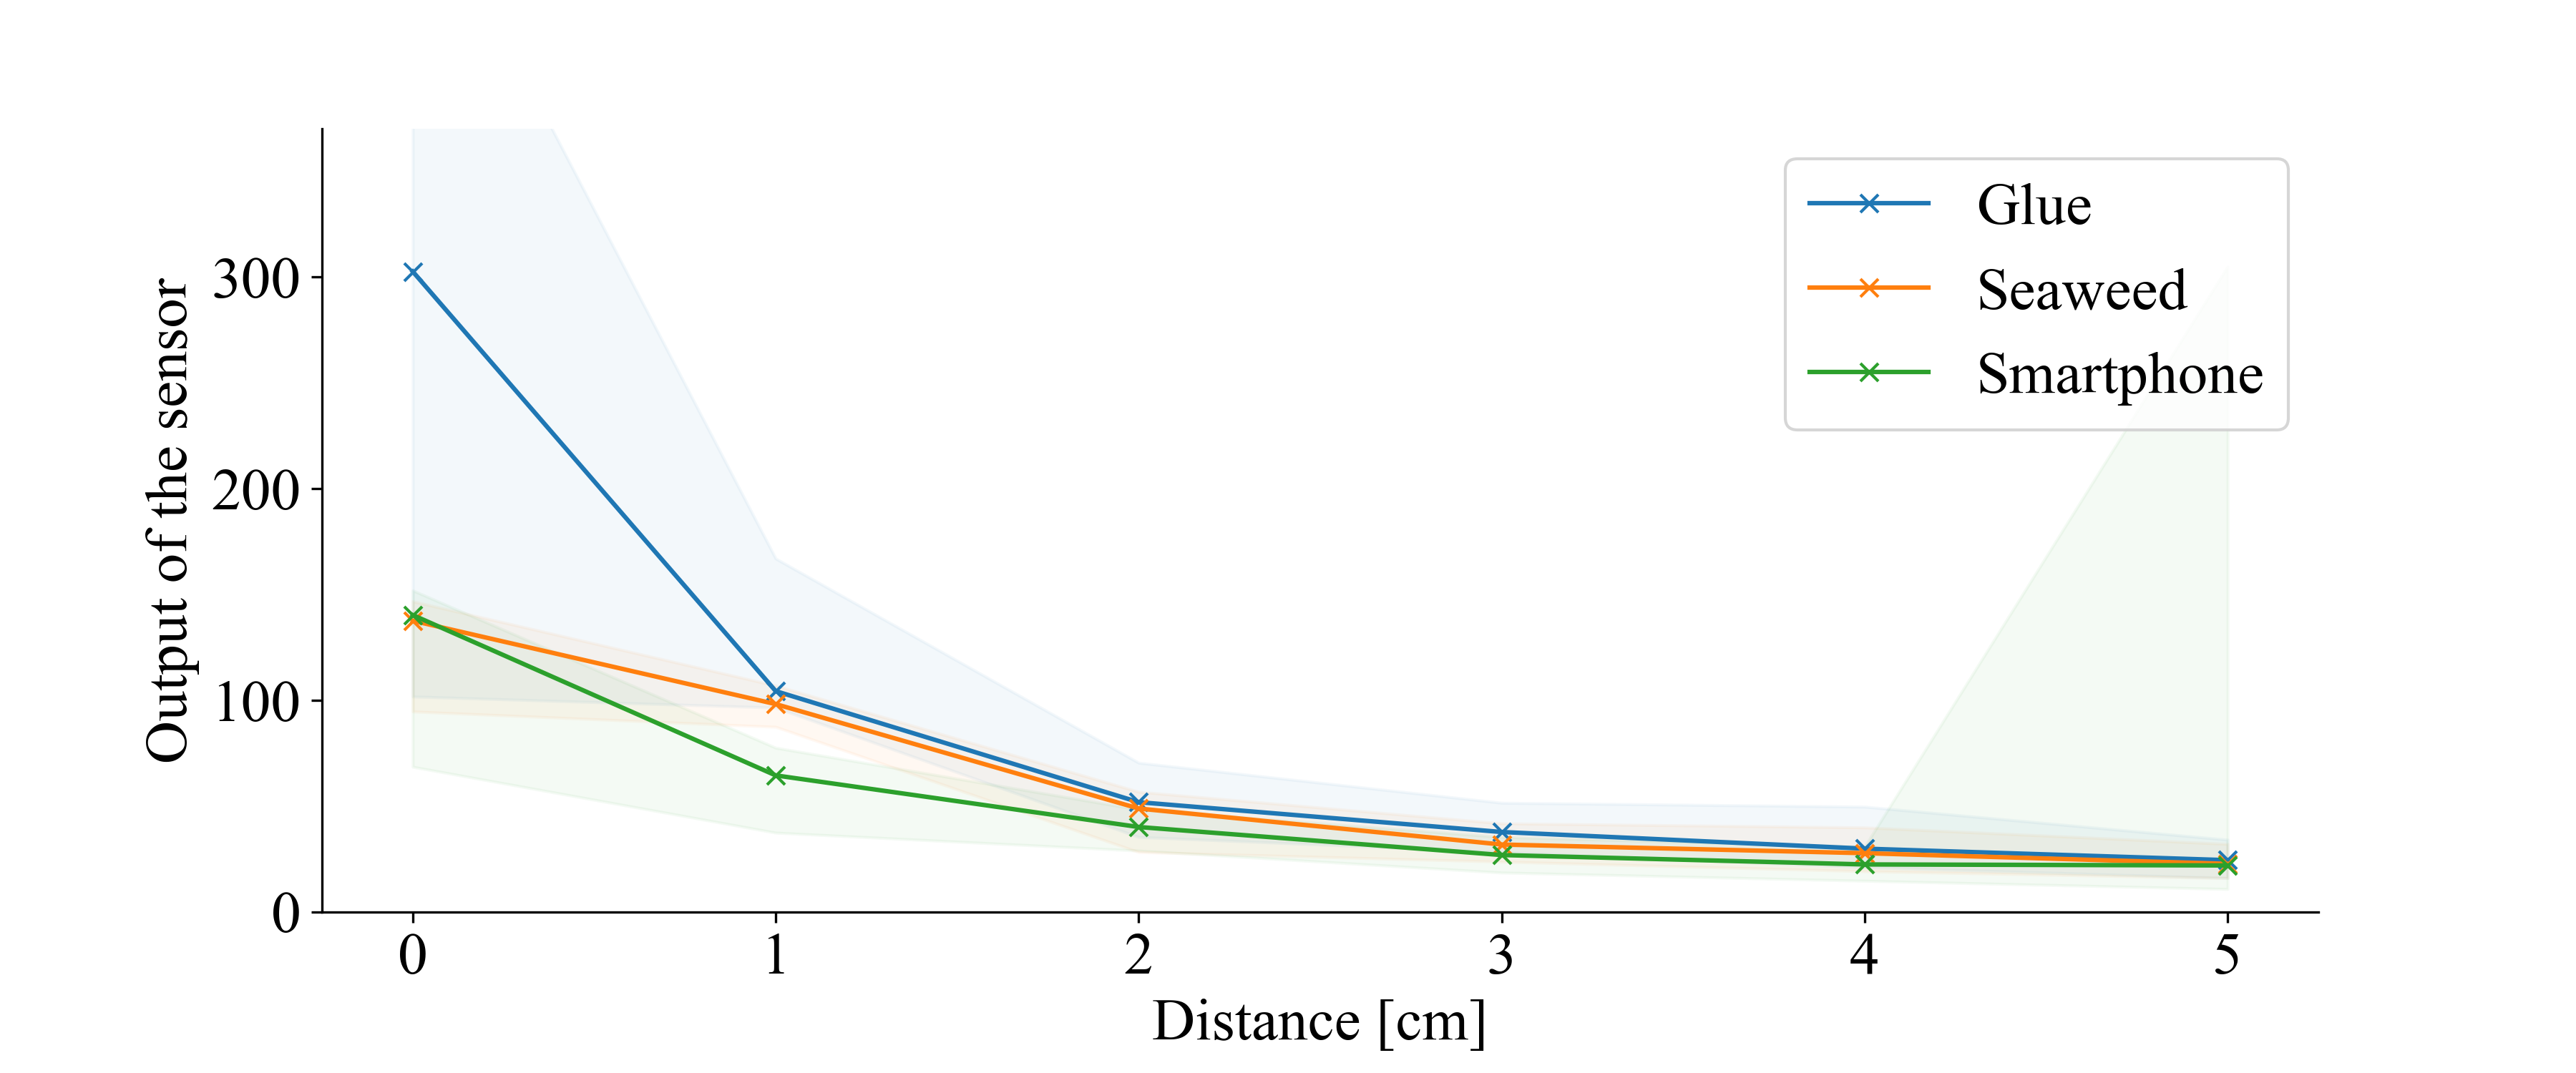 Output of the sensor
300
200
100
0
0 1 2 3 4 5
Distance [cm]
Glue
Seaweed
Smartphone